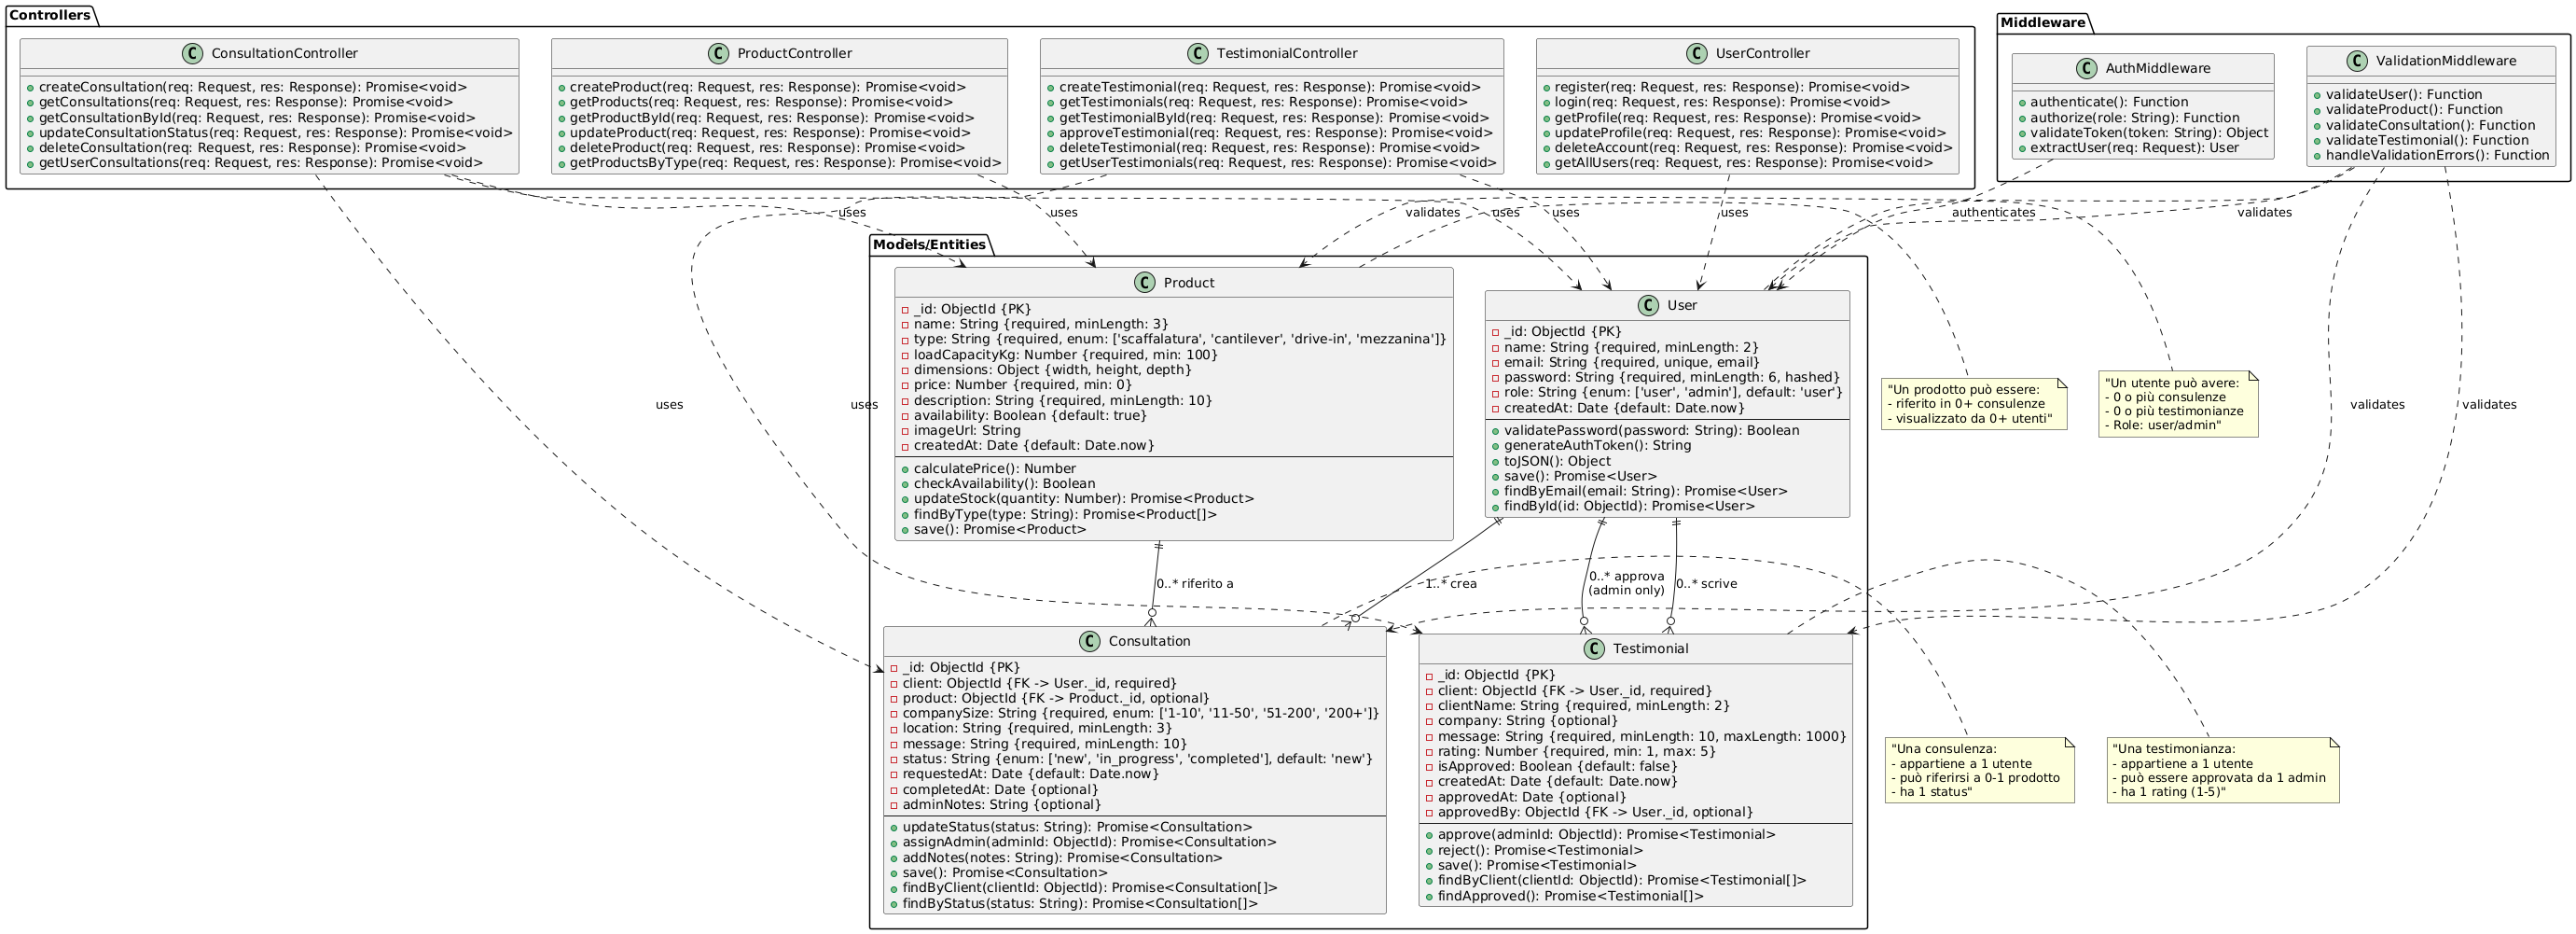 Controllers
ConsultationController
createConsultation(req: Request, res: Response): Promise<void>
getConsultations(req: Request, res: Response): Promise<void>
getConsultationById(req: Request, res: Response): Promise<void>
updateConsultationStatus(req: Request, res: Response): Promise<void>
deleteConsultation(req: Request, res: Response): Promise<void>
getUserConsultations(req: Request, res: Response): Promise<void>
ProductController
createProduct(req: Request, res: Response): Promise<void>
getProducts(req: Request, res: Response): Promise<void>
getProductById(req: Request, res: Response): Promise<void>
updateProduct(req: Request, res: Response): Promise<void>
deleteProduct(req: Request, res: Response): Promise<void>
getProductsByType(req: Request, res: Response): Promise<void>
TestimonialController
createTestimonial(req: Request, res: Response): Promise<void>
getTestimonials(req: Request, res: Response): Promise<void>
getTestimonialById(req: Request, res: Response): Promise<void>
approveTestimonial(req: Request, res: Response): Promise<void>
deleteTestimonial(req: Request, res: Response): Promise<void>
getUserTestimonials(req: Request, res: Response): Promise<void>
UserController
register(req: Request, res: Response): Promise<void>
login(req: Request, res: Response): Promise<void>
getProfile(req: Request, res: Response): Promise<void>
updateProfile(req: Request, res: Response): Promise<void>
deleteAccount(req: Request, res: Response): Promise<void>
getAllUsers(req: Request, res: Response): Promise<void>
Middleware
AuthMiddleware
authenticate(): Function
authorize(role: String): Function
validateToken(token: String): Object
extractUser(req: Request): User
ValidationMiddleware
validateUser(): Function
validateProduct(): Function
validateConsultation(): Function
validateTestimonial(): Function
handleValidationErrors(): Function
uses
uses
validates
uses
uses
uses
authenticates
validates
Models/Entities
Product
_id: ObjectId {PK}
name: String {required, minLength: 3}
type: String {required, enum: ['scaffalatura', 'cantilever', 'drive-in', 'mezzanina']}
loadCapacityKg: Number {required, min: 100}
dimensions: Object {width, height, depth}
price: Number {required, min: 0}
description: String {required, minLength: 10}
availability: Boolean {default: true}
imageUrl: String
createdAt: Date {default: Date.now}
calculatePrice(): Number
checkAvailability(): Boolean
updateStock(quantity: Number): Promise<Product>
findByType(type: String): Promise<Product[]>
save(): Promise<Product>
User
_id: ObjectId {PK}
name: String {required, minLength: 2}
email: String {required, unique, email}
password: String {required, minLength: 6, hashed}
role: String {enum: ['user', 'admin'], default: 'user'}
createdAt: Date {default: Date.now}
validatePassword(password: String): Boolean
generateAuthToken(): String
toJSON(): Object
save(): Promise<User>
findByEmail(email: String): Promise<User>
findById(id: ObjectId): Promise<User>
"Un prodotto può essere:
- riferito in 0+ consulenze
- visualizzato da 0+ utenti"
"Un utente può avere:
- 0 o più consulenze
- 0 o più testimonianze
- Role: user/admin"
uses
uses
validates
validates
0..* riferito a
1..* crea
0..* approva
(admin only)
0..* scrive
Consultation
_id: ObjectId {PK}
client: ObjectId {FK -> User._id, required}
product: ObjectId {FK -> Product._id, optional}
companySize: String {required, enum: ['1-10', '11-50', '51-200', '200+']}
location: String {required, minLength: 3}
message: String {required, minLength: 10}
status: String {enum: ['new', 'in_progress', 'completed'], default: 'new'}
requestedAt: Date {default: Date.now}
completedAt: Date {optional}
adminNotes: String {optional}
updateStatus(status: String): Promise<Consultation>
assignAdmin(adminId: ObjectId): Promise<Consultation>
addNotes(notes: String): Promise<Consultation>
save(): Promise<Consultation>
findByClient(clientId: ObjectId): Promise<Consultation[]>
findByStatus(status: String): Promise<Consultation[]>
Testimonial
_id: ObjectId {PK}
client: ObjectId {FK -> User._id, required}
clientName: String {required, minLength: 2}
company: String {optional}
message: String {required, minLength: 10, maxLength: 1000}
rating: Number {required, min: 1, max: 5}
isApproved: Boolean {default: false}
createdAt: Date {default: Date.now}
approvedAt: Date {optional}
approvedBy: ObjectId {FK -> User._id, optional}
approve(adminId: ObjectId): Promise<Testimonial>
reject(): Promise<Testimonial>
save(): Promise<Testimonial>
findByClient(clientId: ObjectId): Promise<Testimonial[]>
findApproved(): Promise<Testimonial[]>
"Una consulenza:
- appartiene a 1 utente
- può riferirsi a 0-1 prodotto
- ha 1 status"
"Una testimonianza:
- appartiene a 1 utente
- può essere approvata da 1 admin
- ha 1 rating (1-5)"